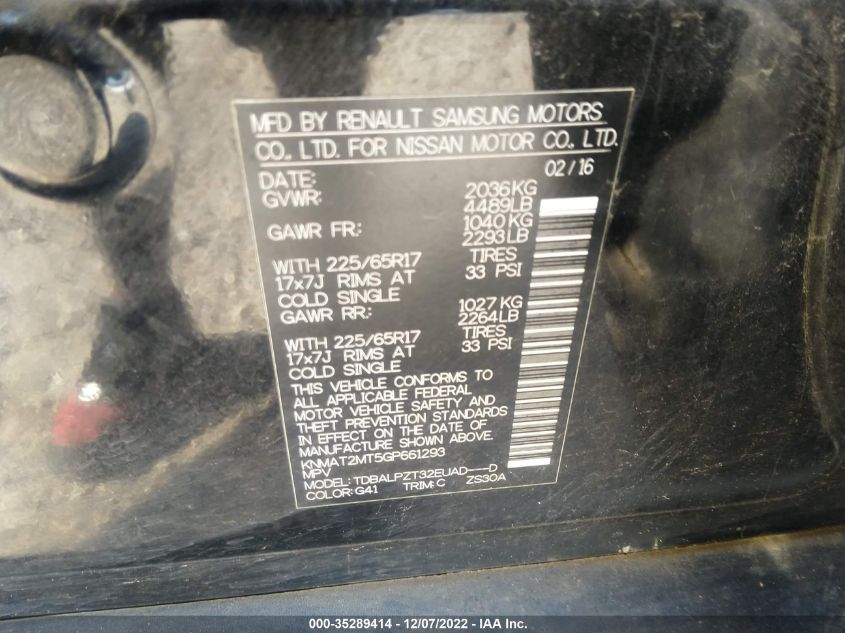 MFD BY RENAULT SAMSUNG MOTORS
CO., LTD. FOR NISSAN MOTOR CO., LTD.
DATE: 02/16
GVWR: 2036KG
4489LB
GAWR FR: 1040 KG
2293LB
WITH 225/65R17 TIRES
17x7J RIMS AT 33 PSI
COLD SINGLE
GAWR RR: 1027 KG
2264LB
WITH 225/65R17 TIRES
17x7J RIMS AT 33 PSI
COLD SINGLE
THIS VEHICLE CONFORMS TO
ALL APPLICABLE FEDERAL
MOTOR VEHICLE SAFETY AND
THEFT PREVENTION STANDARDS
IN EFFECT ON THE DATE OF
MANUFACTURE SHOWN ABOVE.
KNMAT2MT5GP661293
MPV
MODEL: TDBALPZT32EUAD---D
COLOR: G41 TRIM: C ZS30A
000-35289414 - 12/07/2022 - IAA Inc.